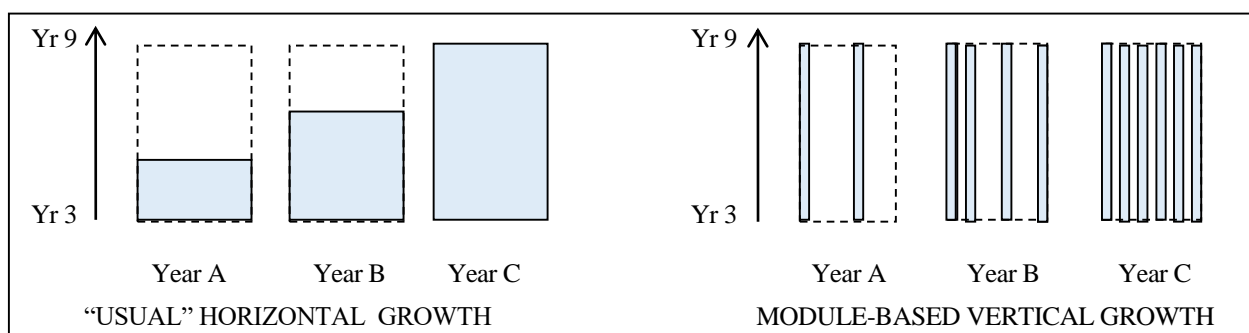 Yr 9
Yr 3
Year A
Year B
Year C
“USUAL” HORIZONTAL GROWTH
Yr 9
Yr 3
Year A
Year B
Year C
MODULE-BASED VERTICAL GROWTH